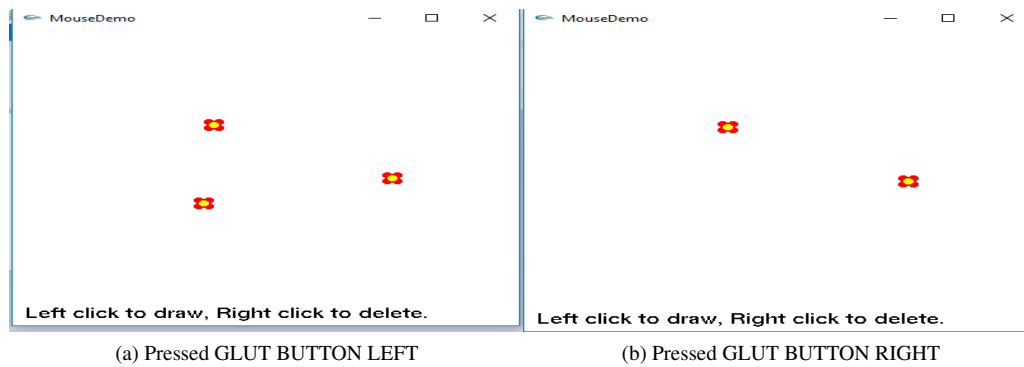 MouseDemo
Left click to draw, Right click to delete.
(a) Pressed GLUT BUTTON LEFT
MouseDemo
Left click to draw, Right click to delete.
(b) Pressed GLUT BUTTON RIGHT